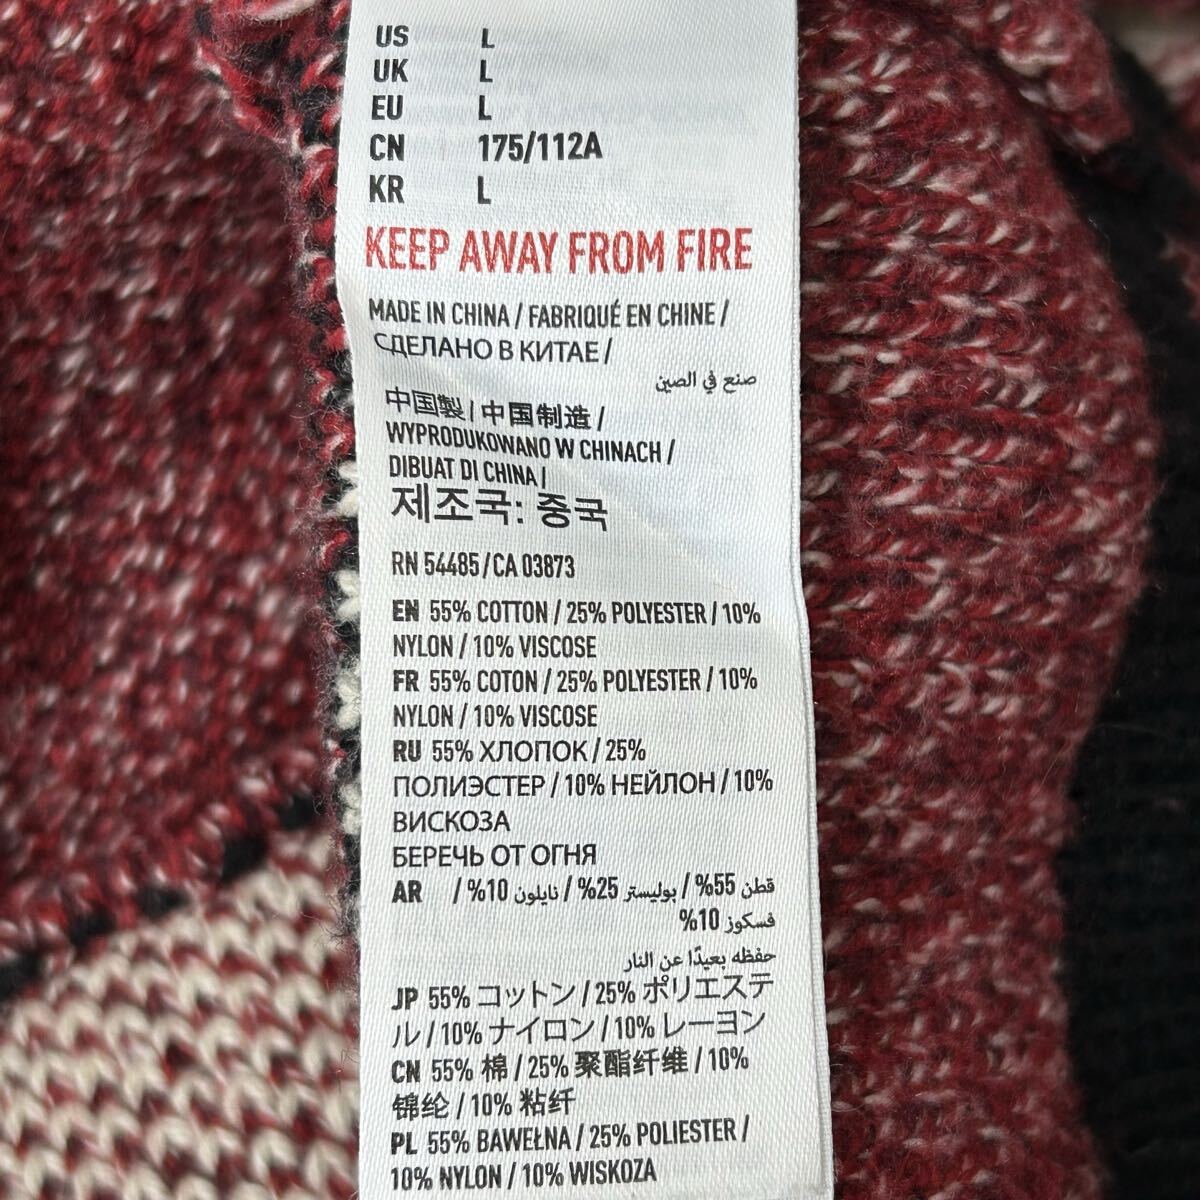 US L
UK L
EU L
CN 175/112A
KR L
KEEP AWAY FROM FIRE
MADE IN CHINA / FABRIQUÉ EN CHINE /
СДЕЛАНО В КИТАЕ /
صنع في الصين
中国製 / 中国制造 /
WYPRODUKOWANO W CHINACH /
DIBUAT DI CHINA /
제조국: 중국
RN 54485 / CA 03873
EN 55% COTTON / 25% POLYESTER / 10%
NYLON / 10% VISCOSE
FR 55% COTON / 25% POLYESTER / 10%
NYLON / 10% VISCOSE
RU 55% ХЛОПОК / 25%
ПОЛИЭСТЕР / 10% НЕЙЛОН / 10%
ВИСКОЗА
БЕРЕЧЬ ОТ ОГНЯ
AR قطن 55% / بوليستر 25% / نايلون 10% /
فسكوز 10%
حفظه بعيدًا عن النار
JP 55% コットン / 25% ポリエステ
ル / 10% ナイロン / 10% レーヨン
CN 55% 棉 / 25% 聚酯纤维 / 10%
锦纶 / 10% 粘纤
PL 55% BAWEŁNA / 25% POLIESTER /
10% NYLON / 10% WISKOZA